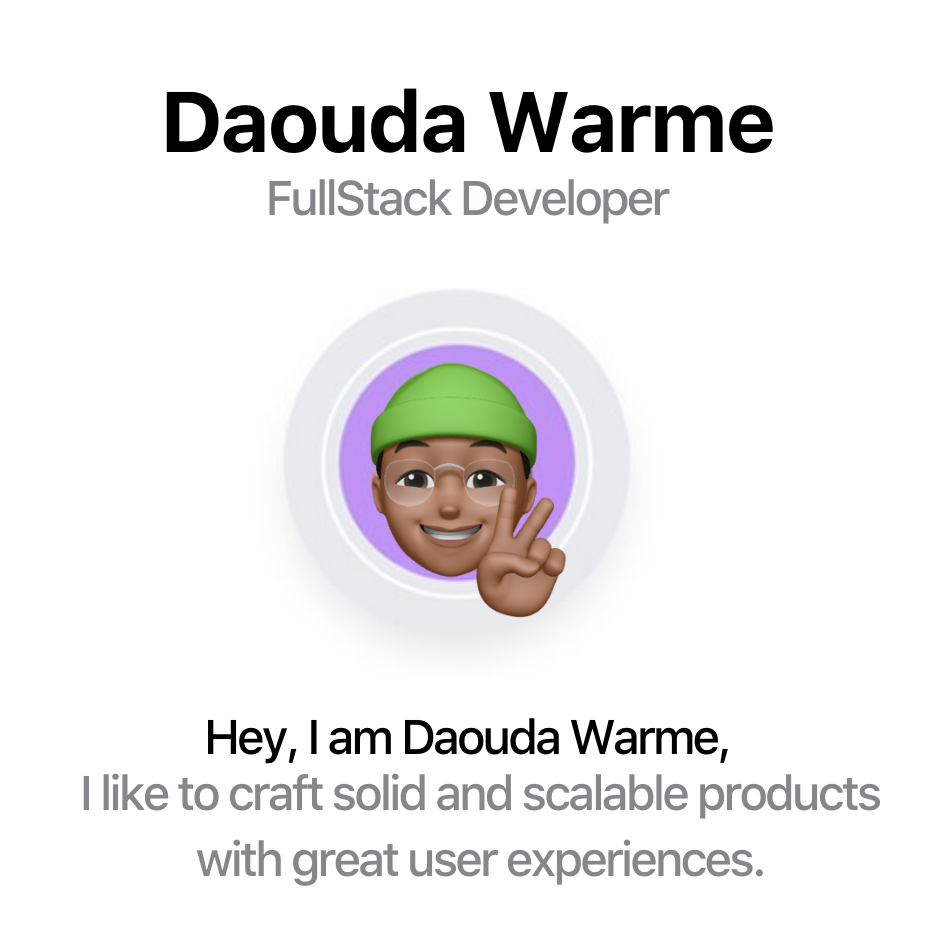 Daouda Warme
FullStack Developer
Hey, I am Daouda Warme,
I like to craft solid and scalable products
with great user experiences.